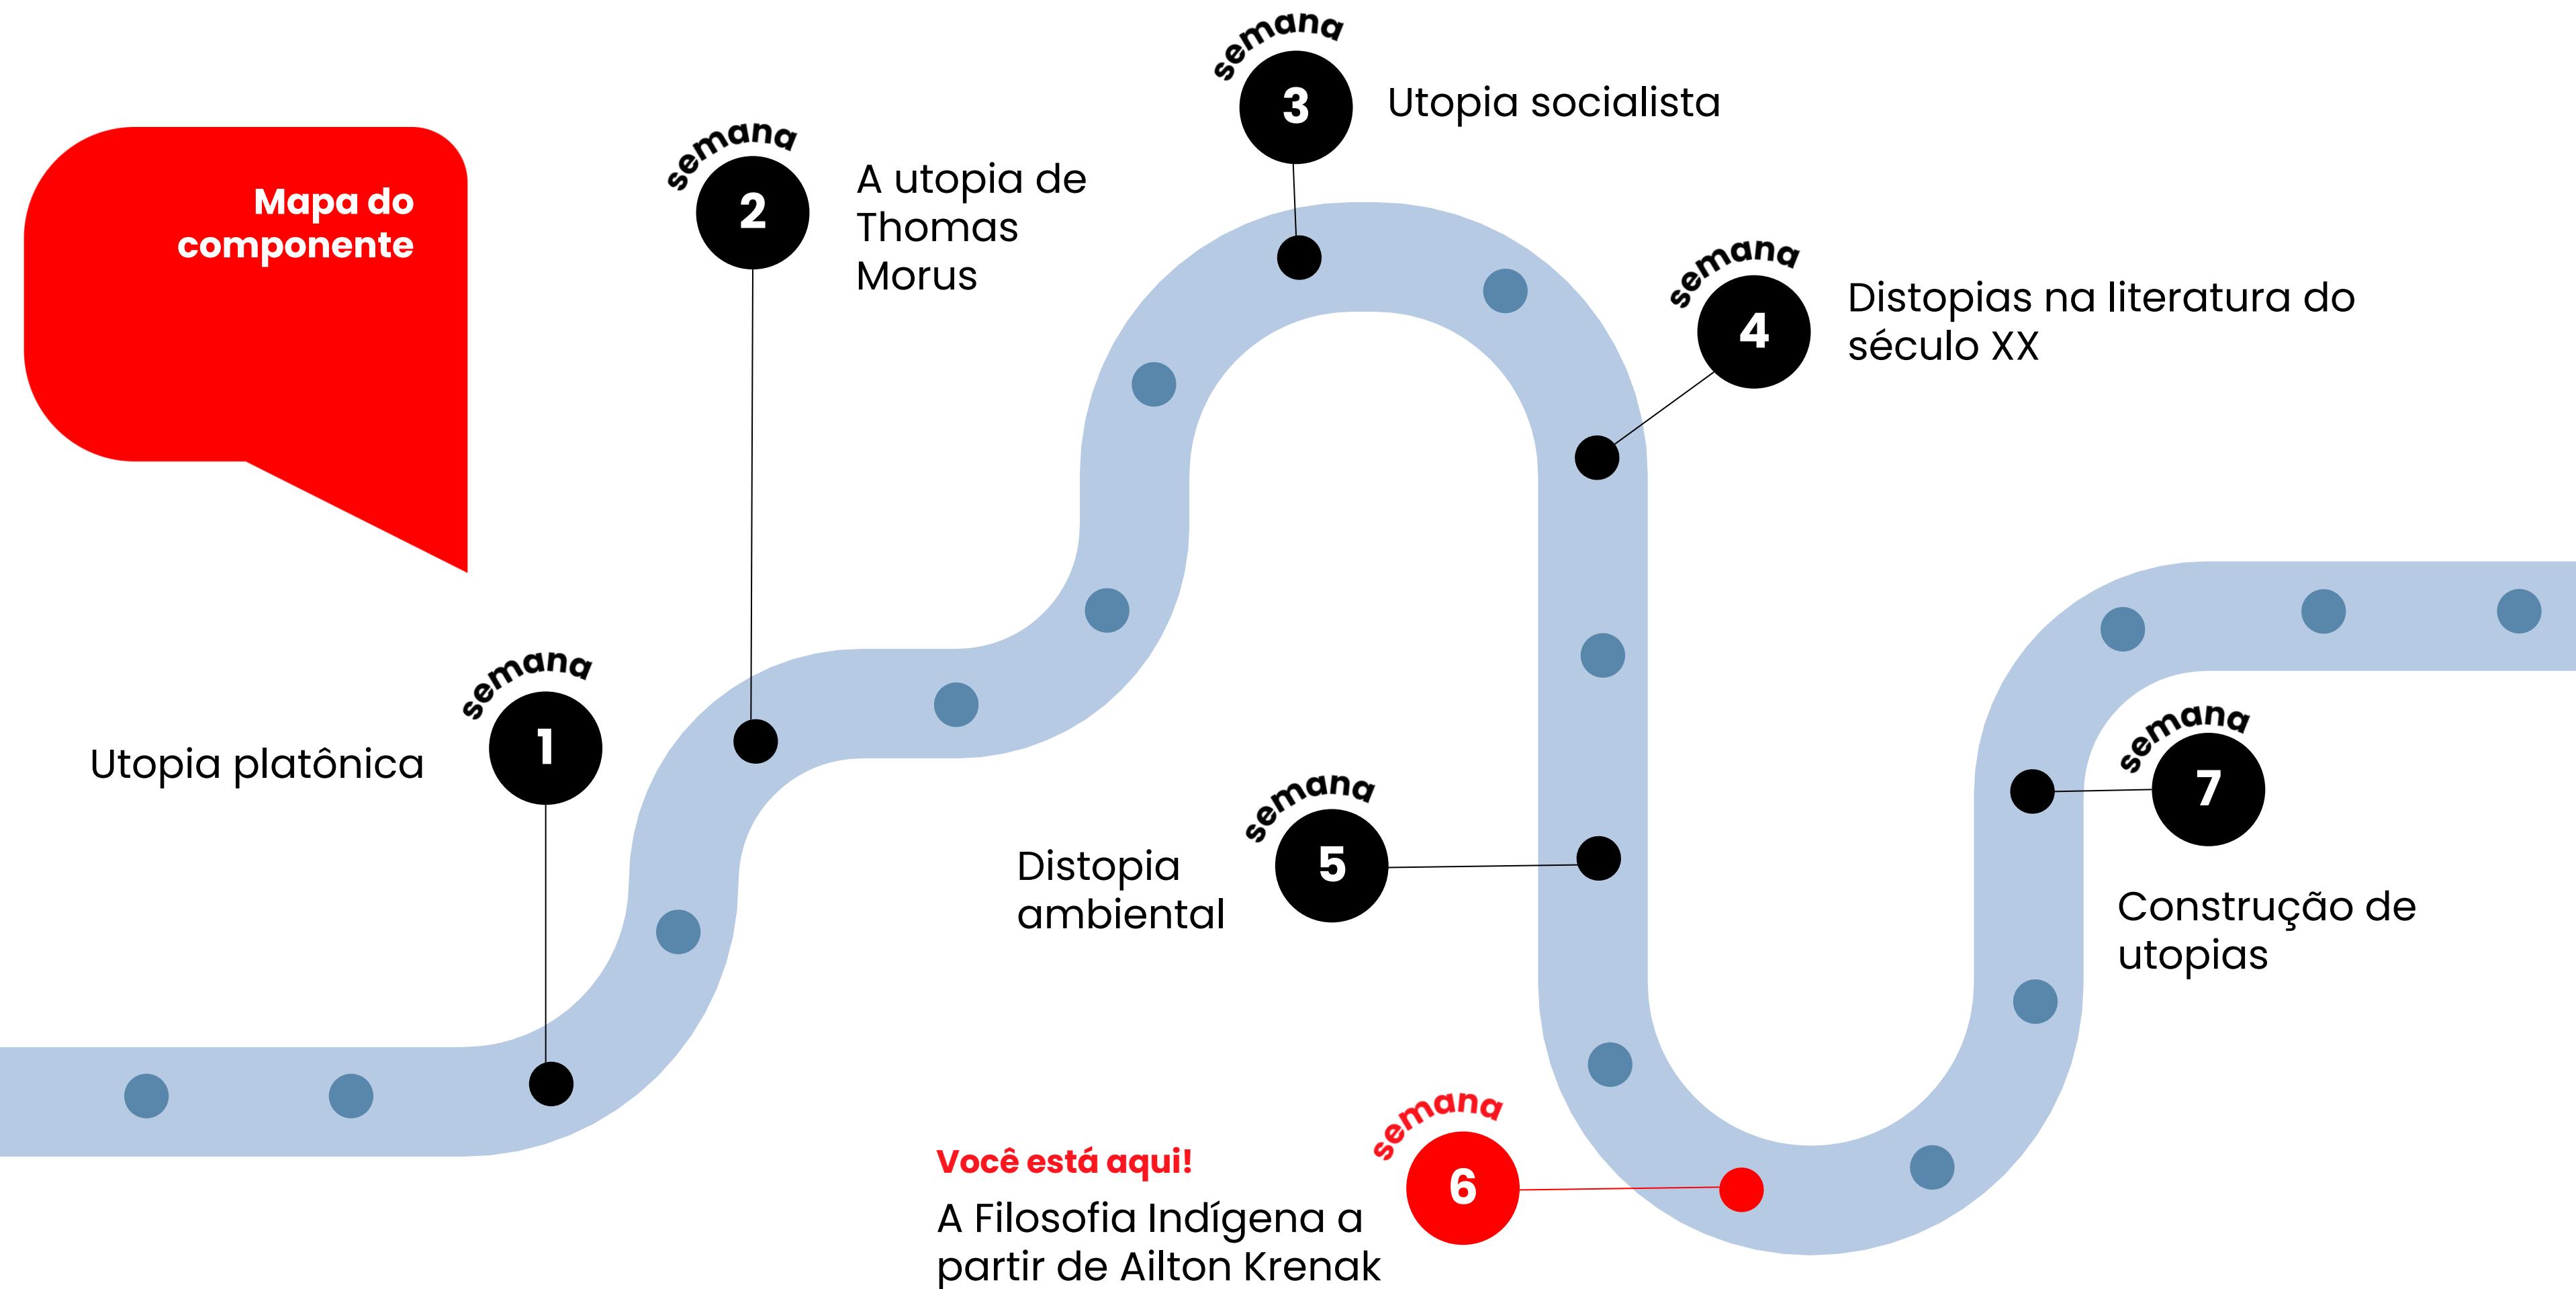 Mapa do
componente
semana
1
Utopia platônica
semana
2
A utopia de
Thomas
Morus
semana
3
Utopia socialista
semana
4
Distopias na literatura do
século XX
semana
5
Distopia
ambiental
semana
6
Você está aqui!
A Filosofia Indígena a
partir de Ailton Krenak
semana
7
Construção de
utopias